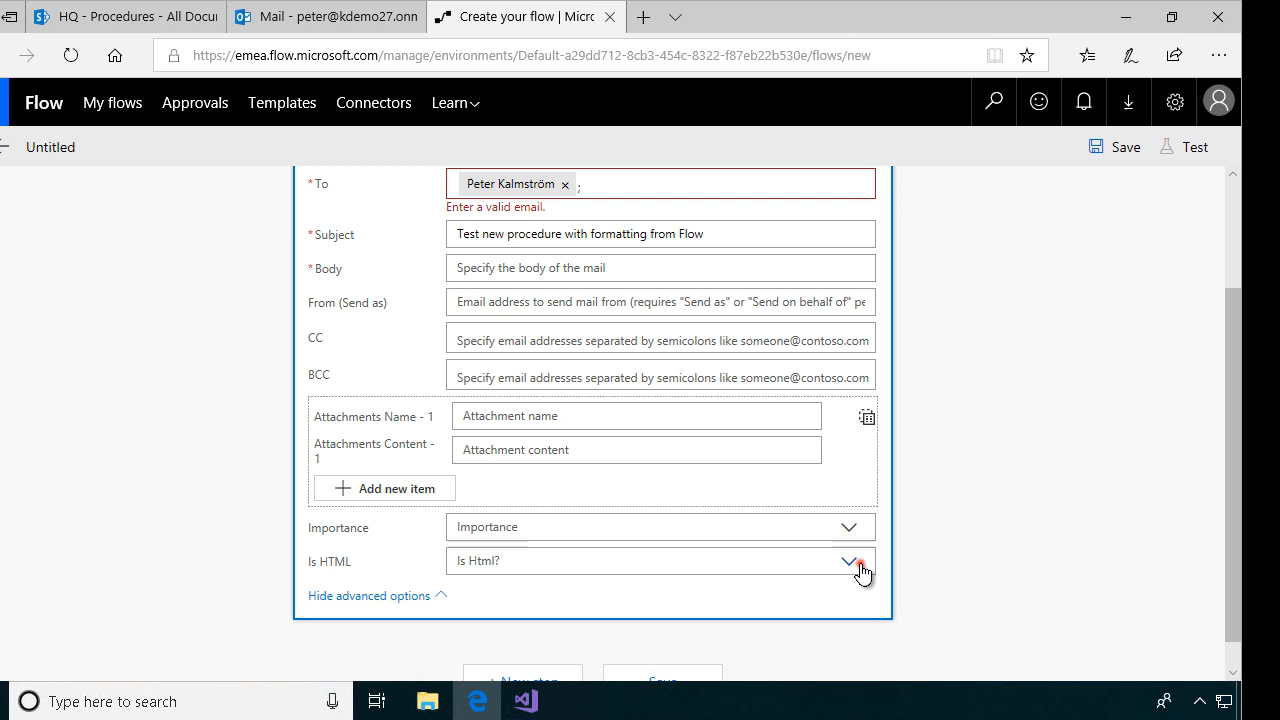 HQ - Procedures - All Docu
Mail - peter@kdemo27.onn
Create your flow | Micro
https://emea.flow.microsoft.com/manage/environments/Default-a29dd712-8cb3-454c-8322-f87eb22b530e/flows/new
Flow
My flows
Approvals
Templates
Connectors
Learn
Untitled
Save
Test
*To
Peter Kalmström ;
Enter a valid email.
*Subject
Test new procedure with formatting from Flow
*Body
Specify the body of the mail
From (Send as)
Email address to send mail from (requires "Send as" or "Send on behalf of" pe
CC
Specify email addresses separated by semicolons like someone@contoso.com
BCC
Specify email addresses separated by semicolons like someone@contoso.com
Attachments Name - 1
Attachment name
Attachments Content -
1
Attachment content
Add new item
Importance
Importance
Is HTML
Is Html?
Hide advanced options
+ New step
Save
Type here to search